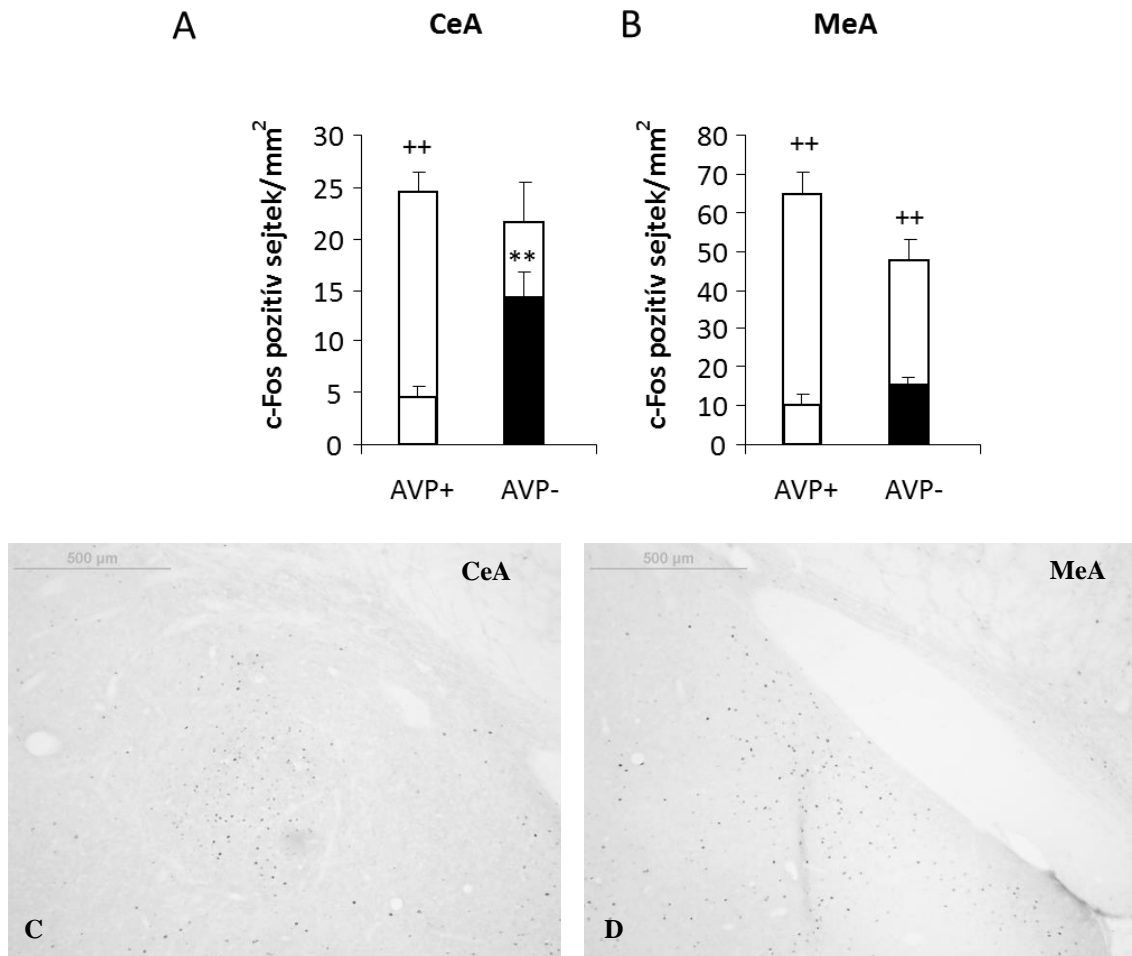 A
CeA
B
MeA
c-Fos pozitív sejtek/mm²
30
25
20
15
10
5
0
++
**
AVP+
AVP-
c-Fos pozitív sejtek/mm²
80
70
60
50
40
30
20
10
0
++
++
AVP+
AVP-
500 µm
CeA
C
500 µm
MeA
D